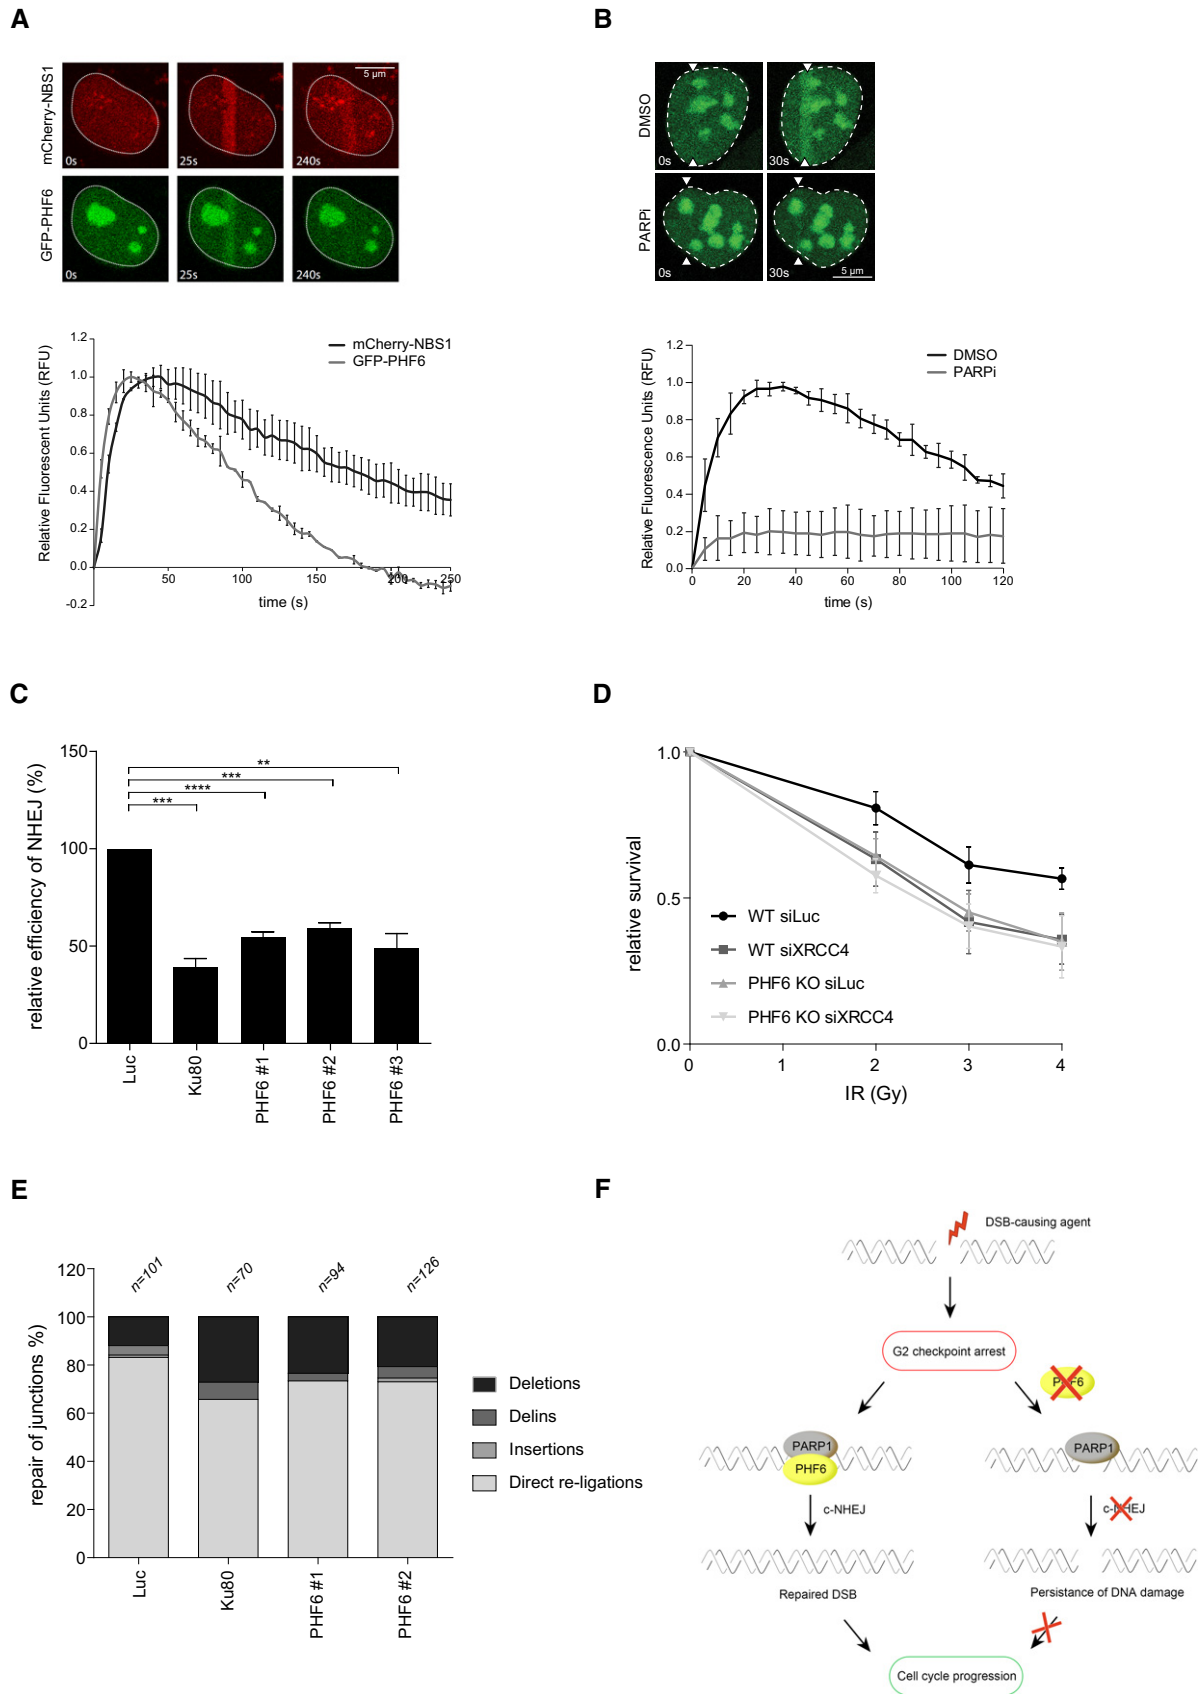 A
mCherry-NBS1
0s
25s
5 µm
240s
GFP-PHF6
0s
25s
240s
Relative Fluorescent Units (RFU)
1.2
1.0
0.8
0.6
0.4
0.2
0.0
-0.2
50
100
150
200
250
time (s)
mCherry-NBS1
GFP-PHF6
B
DMSO
0s
30s
PARPi
0s
30s
5 µm
Relative Fluorescence Units (RFU)
1.2
1.0
0.8
0.6
0.4
0.2
0.0
0
20
40
60
80
100
120
time (s)
DMSO
PARPi
C
relative efficiency of NHEJ (%)
150
100
50
0
**
***
****
***
Luc
Ku80
PHF6 #1
PHF6 #2
PHF6 #3
D
relative survival
1.0
0.5
0.0
0
1
2
3
4
IR (Gy)
WT siLuc
WT siXRCC4
PHF6 KO siLuc
PHF6 KO siXRCC4
E
repair of junctions %)
120
100
80
60
40
20
0
n=101
n=70
n=94
n=126
Luc
Ku80
PHF6 #1
PHF6 #2
Deletions
Delins
Insertions
Direct re-ligations
F
DSB-causing agent
G2 checkpoint arrest
PHF6
PARP1
PHF6
PARP1
c-NHEJ
c-NHEJ
Repaired DSB
Persistance of DNA damage
Cell cycle progression